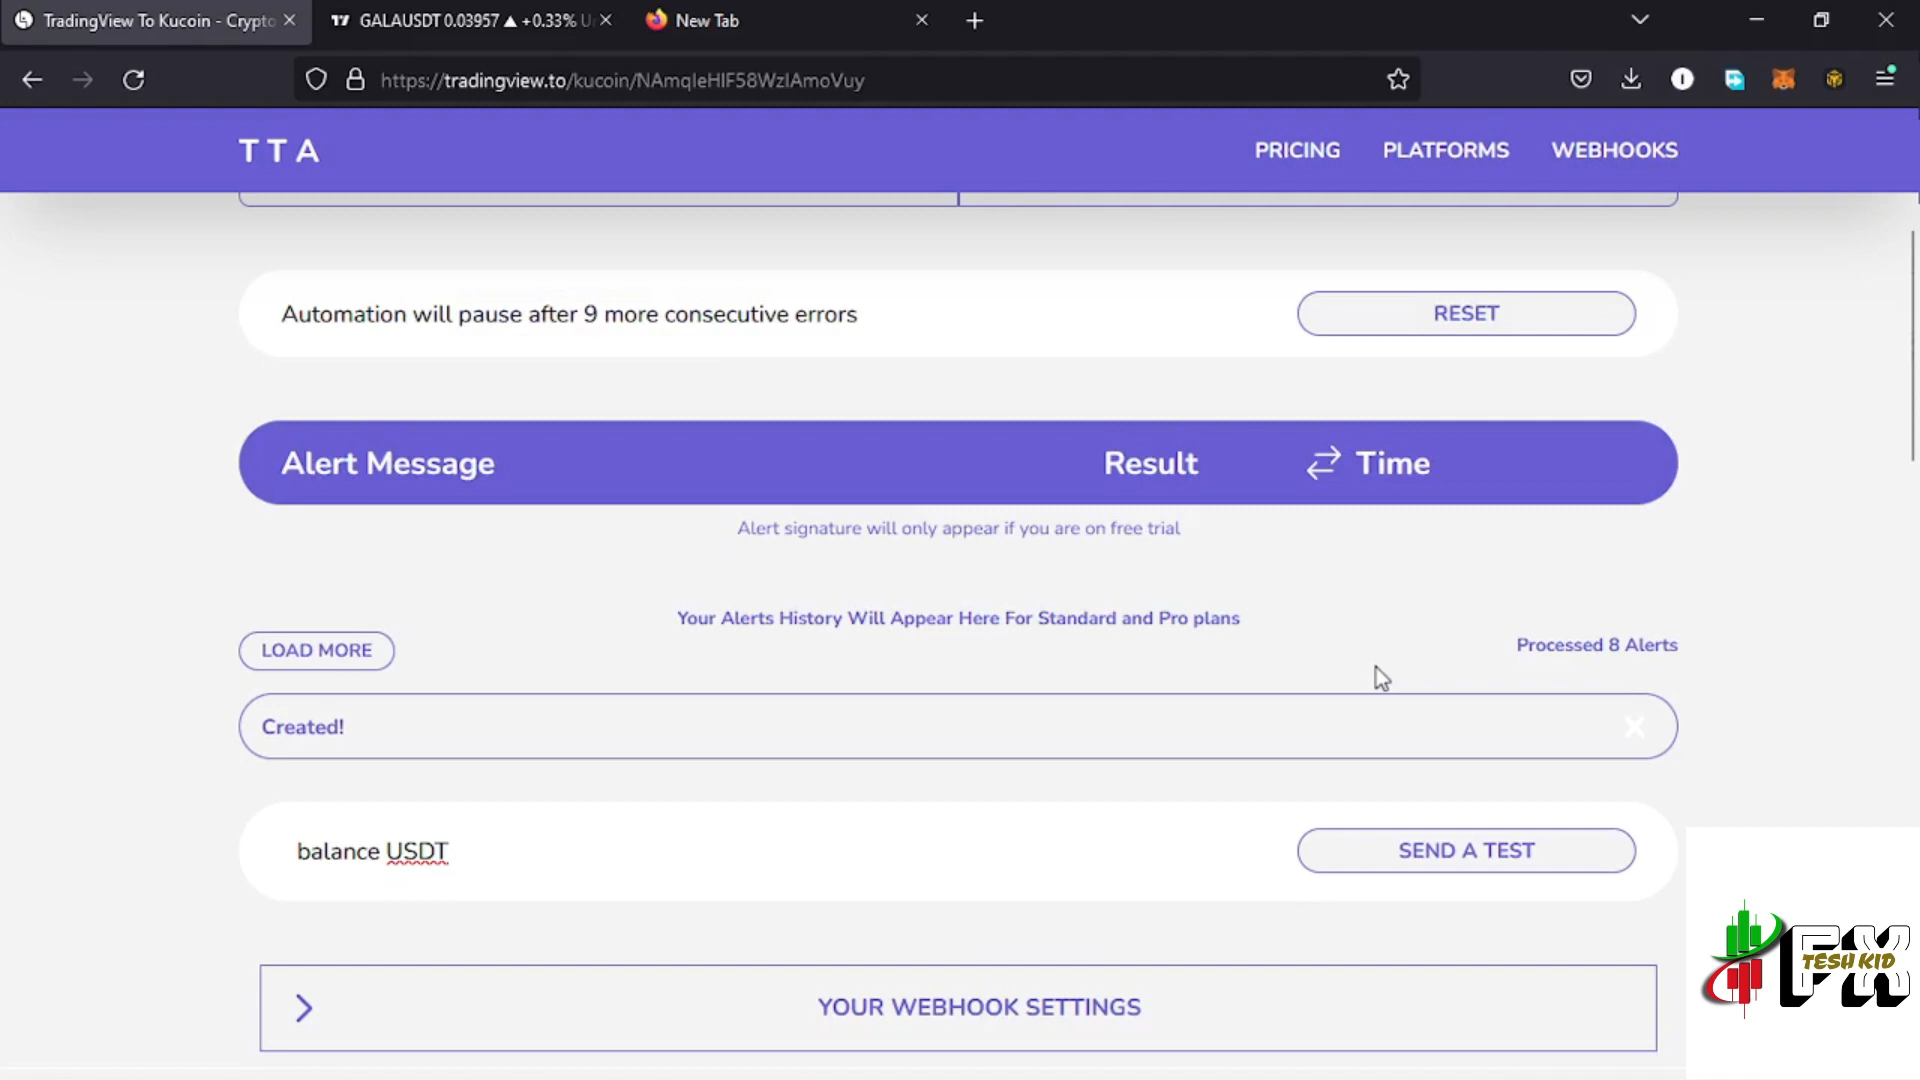 TradingView To Kucoin - Crypto
GALAUSDT 0.03957 ▲ +0.33% U
New Tab
https://tradingview.to/kucoin/NAmqleHlF58WzlAmoVuy
TTA
PRICING
PLATFORMS
WEBHOOKS
Automation will pause after 9 more consecutive errors
RESET
Alert Message
Result
Time
Alert signature will only appear if you are on free trial
Your Alerts History Will Appear Here For Standard and Pro plans
LOAD MORE
Processed 8 Alerts
Created!
balance USDT
SEND A TEST
YOUR WEBHOOK SETTINGS
FX
TESH KID